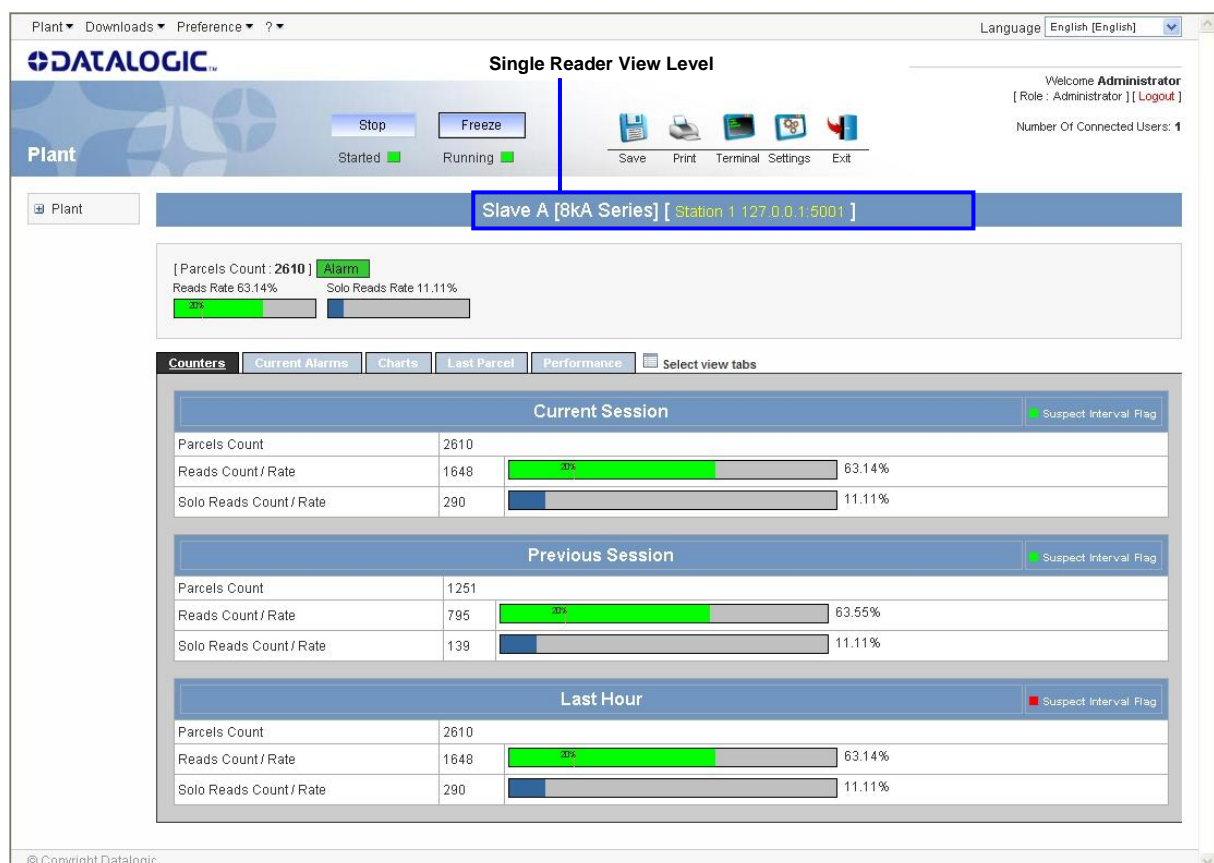 Plant Downloads Preference ? Language English [English]
DATALOGIC™
Single Reader View Level
Welcome Administrator
[ Role : Administrator ] [ Logout ]
Number Of Connected Users: 1
Stop Freeze
Plant
Started Running Save Print Terminal Settings Exit
Plant
Slave A [8kA Series] [ Station 1 127.0.0.1:5001 ]
[ Parcels Count : 2610 ] Alarm
Reads Rate 63.14% Solo Reads Rate 11.11%
20%
Counters Current Alarms Charts Last Parcel Performance Select view tabs
Current Session Suspect Interval Flag
Parcels Count 2610
Reads Count / Rate 1648 20% 63.14%
Solo Reads Count / Rate 290 11.11%
Previous Session Suspect Interval Flag
Parcels Count 1251
Reads Count / Rate 795 20% 63.55%
Solo Reads Count / Rate 139 11.11%
Last Hour Suspect Interval Flag
Parcels Count 2610
Reads Count / Rate 1648 20% 63.14%
Solo Reads Count / Rate 290 11.11%
© Copyright Datalogic